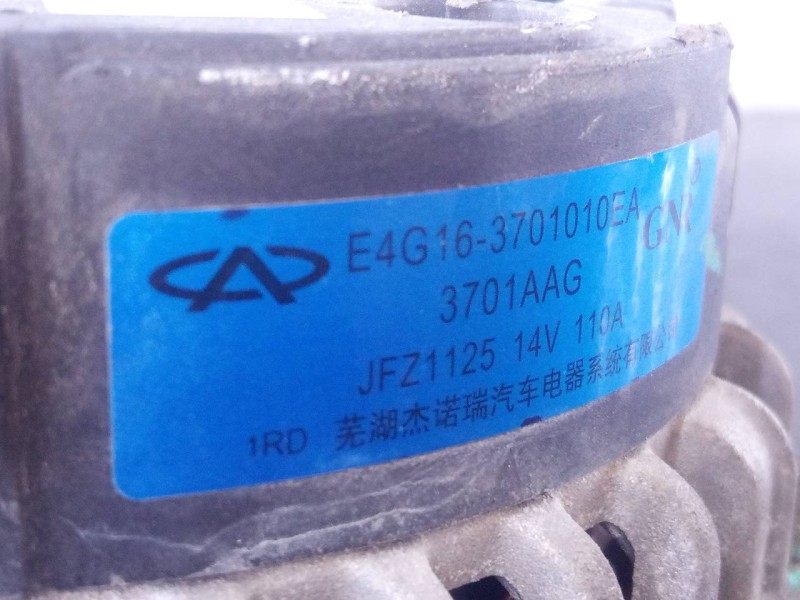 E4G16-3701010EA
GNR®
3701AAG
JFZ1125 14V 110A
1RD 芜湖杰诺瑞汽车电器系统有限公司